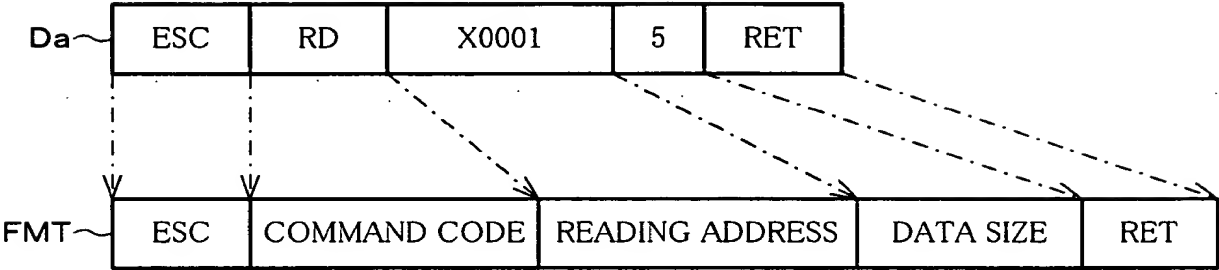 Da ESC RD X0001 5 RET
FMT ESC COMMAND CODE READING ADDRESS DATA SIZE RET